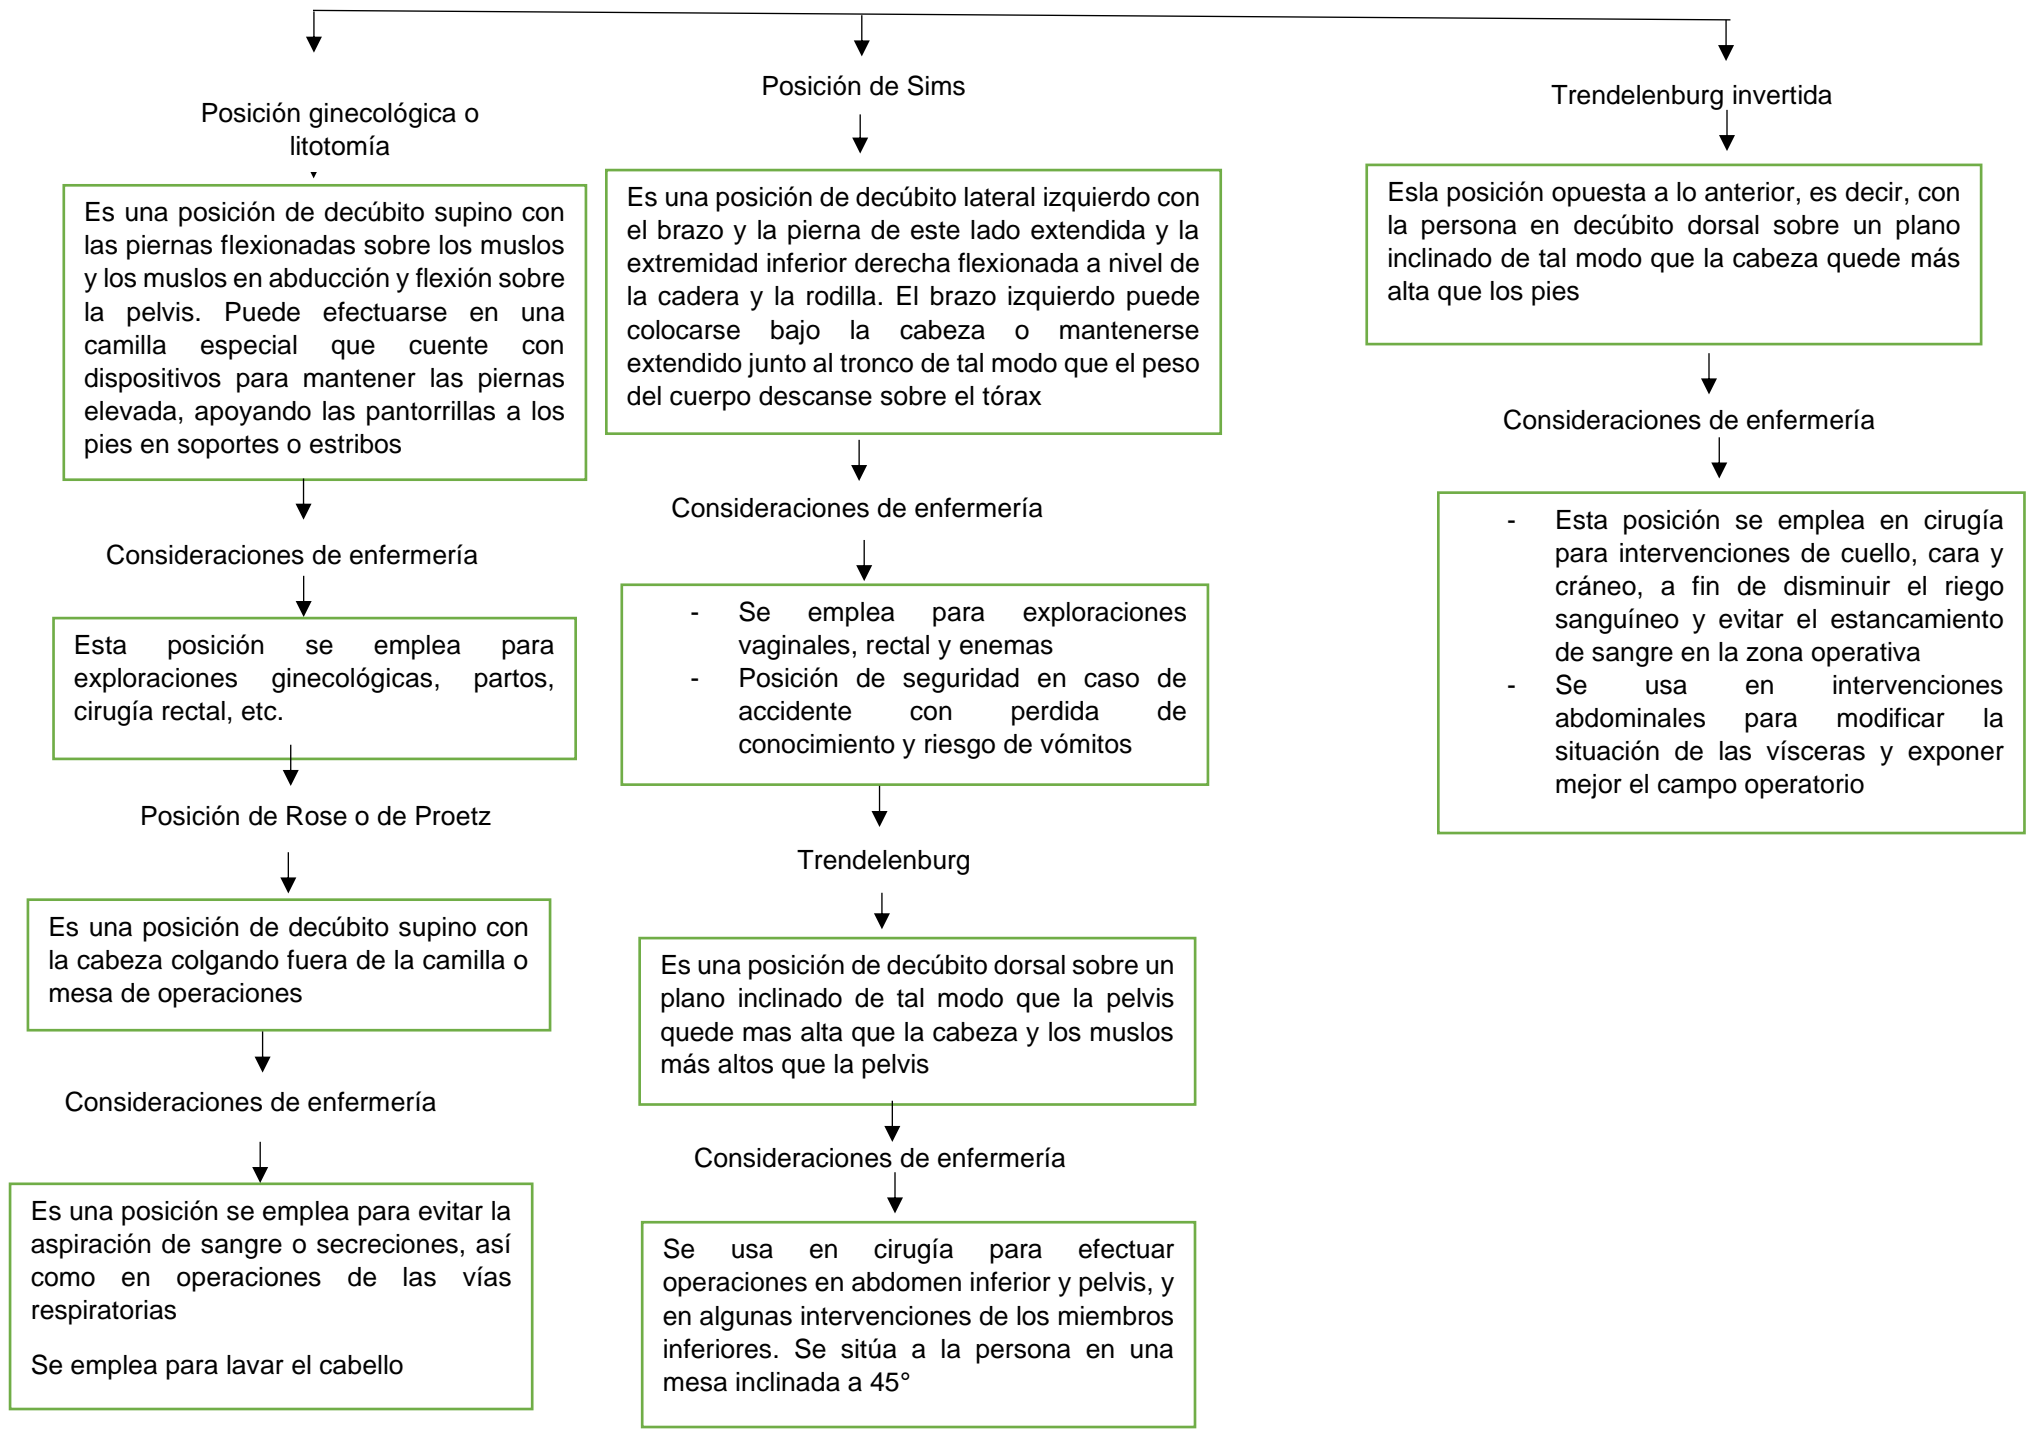 Posición ginecológica o
litotomía
Es una posición de decúbito supino con
las piernas flexionadas sobre los muslos
y los muslos en abducción y flexión sobre
la pelvis. Puede efectuarse en una
camilla especial que cuente con
dispositivos para mantener las piernas
elevada, apoyando las pantorrillas a los
pies en soportes o estribos
Consideraciones de enfermería
Esta posición se emplea para
exploraciones ginecológicas, partos,
cirugía rectal, etc.
Posición de Rose o de Proetz
Es una posición de decúbito supino con
la cabeza colgando fuera de la camilla o
mesa de operaciones
Consideraciones de enfermería
Es una posición se emplea para evitar la
aspiración de sangre o secreciones, así
como en operaciones de las vías
respiratorias
Se emplea para lavar el cabello
Posición de Sims
Es una posición de decúbito lateral izquierdo con
el brazo y la pierna de este lado extendida y la
extremidad inferior derecha flexionada a nivel de
la cadera y la rodilla. El brazo izquierdo puede
colocarse bajo la cabeza o mantenerse
extendido junto al tronco de tal modo que el peso
del cuerpo descanse sobre el tórax
Consideraciones de enfermería
- Se emplea para exploraciones
vaginales, rectal y enemas
- Posición de seguridad en caso de
accidente con perdida de
conocimiento y riesgo de vómitos
Trendelenburg
Es una posición de decúbito dorsal sobre un
plano inclinado de tal modo que la pelvis
quede mas alta que la cabeza y los muslos
más altos que la pelvis
Consideraciones de enfermería
Se usa en cirugía para efectuar
operaciones en abdomen inferior y pelvis, y
en algunas intervenciones de los miembros
inferiores. Se sitúa a la persona en una
mesa inclinada a 45°
Trendelenburg invertida
Esla posición opuesta a lo anterior, es decir, con
la persona en decúbito dorsal sobre un plano
inclinado de tal modo que la cabeza quede más
alta que los pies
Consideraciones de enfermería
- Esta posición se emplea en cirugía
para intervenciones de cuello, cara y
cráneo, a fin de disminuir el riego
sanguíneo y evitar el estancamiento
de sangre en la zona operativa
- Se usa en intervenciones
abdominales para modificar la
situación de las vísceras y exponer
mejor el campo operatorio